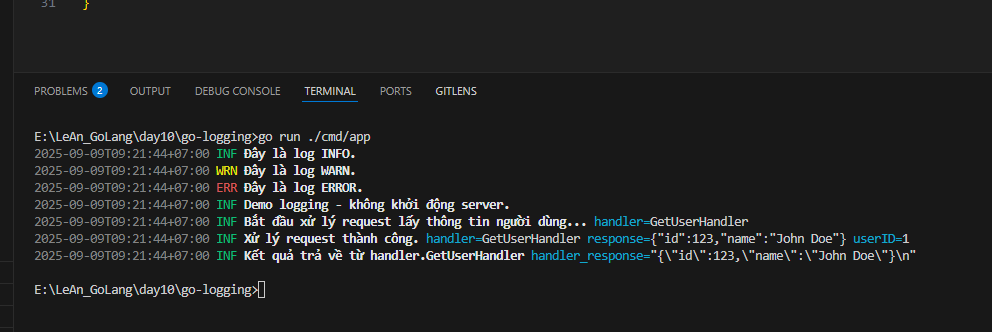 31 }
PROBLEMS 2 OUTPUT DEBUG CONSOLE TERMINAL PORTS GITLENS
E:\LeAn_GoLang\day10\go-logging>go run ./cmd/app
2025-09-09T09:21:44+07:00 INF Đây là log INFO.
2025-09-09T09:21:44+07:00 WRN Đây là log WARN.
2025-09-09T09:21:44+07:00 ERR Đây là log ERROR.
2025-09-09T09:21:44+07:00 INF Demo logging - không khởi động server.
2025-09-09T09:21:44+07:00 INF Bắt đầu xử lý request lấy thông tin người dùng... handler=GetUserHandler
2025-09-09T09:21:44+07:00 INF Xử lý request thành công. handler=GetUserHandler response={"id":123,"name":"John Doe"} userID=1
2025-09-09T09:21:44+07:00 INF Kết quả trả về từ handler.GetUserHandler handler_response="{\"id\":123,\"name\":\"John Doe\"}\n"
E:\LeAn_GoLang\day10\go-logging>